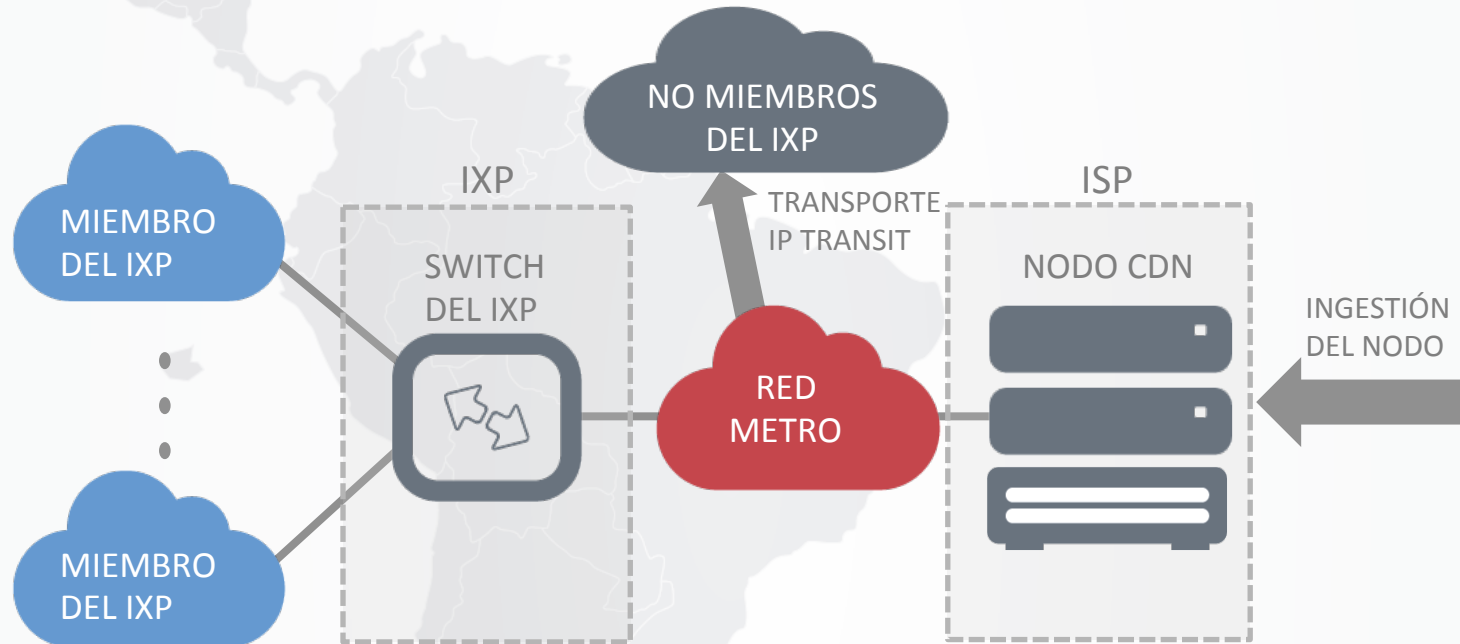 NO MIEMBROS
DEL IXP
IXP
ISP
MIEMBRO
DEL IXP
TRANSPORTE
IP TRANSIT
SWITCH
DEL IXP
NODO CDN
INGESTIÓN
DEL NODO
RED
METRO
MIEMBRO
DEL IXP